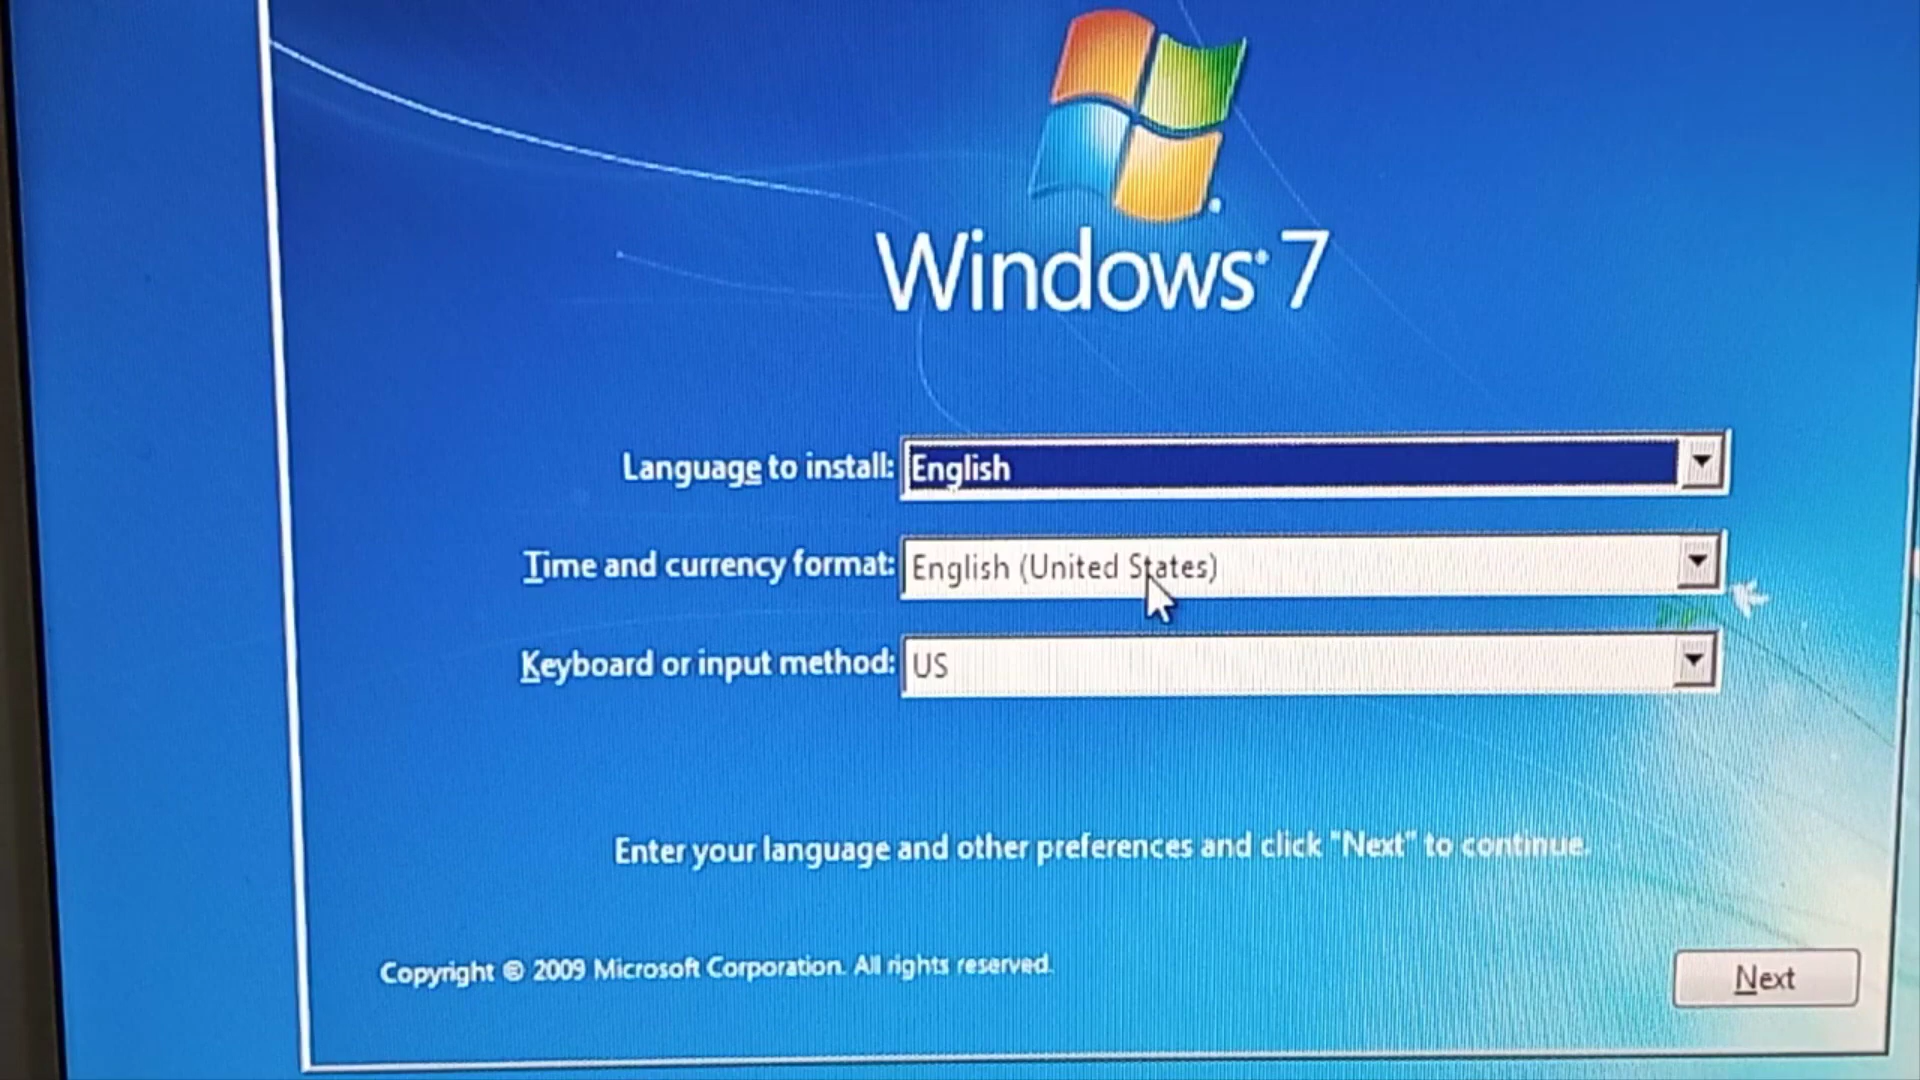 Windows® 7
Language to install: English
Time and currency format: English (United States)
Keyboard or input method: US
Enter your language and other preferences and click "Next" to continue.
Copyright © 2009 Microsoft Corporation. All rights reserved.
Next